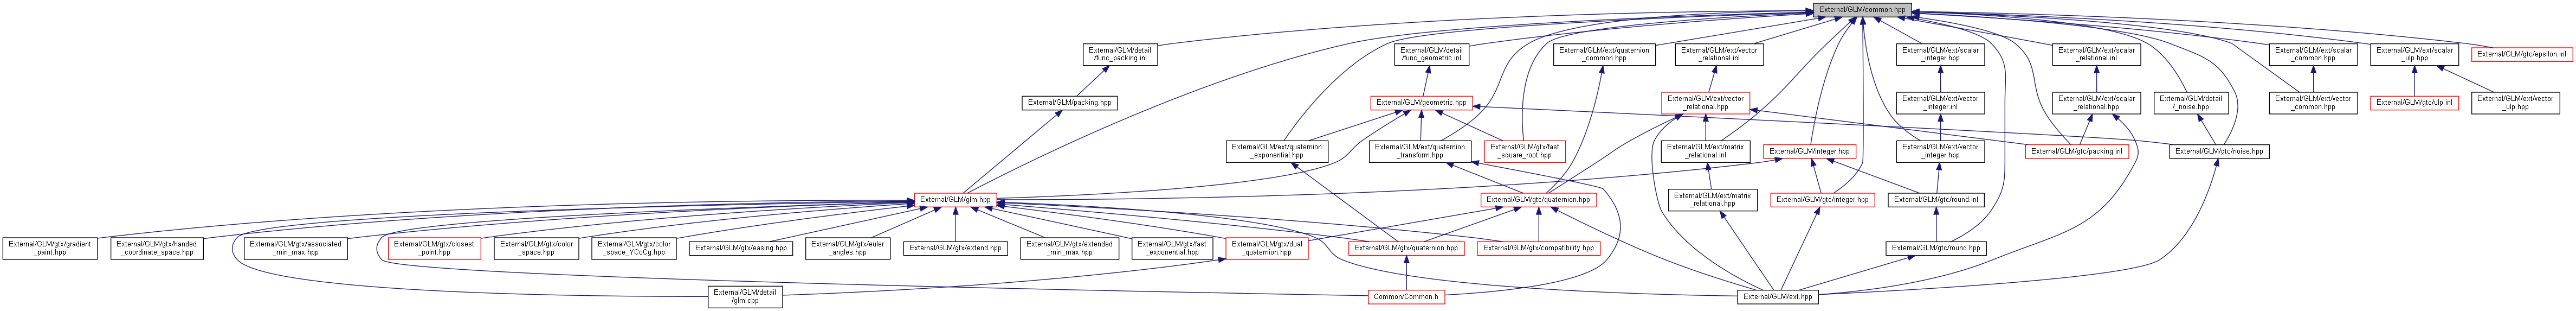 External/GLM/common.hpp
External/GLM/detail
/func_packing.inl
External/GLM/detail
/func_geometric.inl
External/GLM/ext/quaternion
_common.hpp
External/GLM/ext/vector
_relational.inl
External/GLM/ext/scalar
_integer.hpp
External/GLM/ext/scalar
_relational.inl
External/GLM/ext/scalar
_common.hpp
External/GLM/ext/scalar
_ulp.hpp
External/GLM/gtc/epsilon.inl
External/GLM/packing.hpp
External/GLM/geometric.hpp
External/GLM/ext/vector
_relational.hpp
External/GLM/ext/vector
_integer.inl
External/GLM/ext/scalar
_relational.hpp
External/GLM/detail
/_noise.hpp
External/GLM/ext/vector
_common.hpp
External/GLM/gtc/ulp.inl
External/GLM/ext/vector
_ulp.hpp
External/GLM/ext/quaternion
_exponential.hpp
External/GLM/ext/quaternion
_transform.hpp
External/GLM/gtx/fast
_square_root.hpp
External/GLM/ext/matrix
_relational.inl
External/GLM/integer.hpp
External/GLM/ext/vector
_integer.hpp
External/GLM/gtc/packing.inl
External/GLM/gtc/noise.hpp
External/GLM/glm.hpp
External/GLM/gtc/quaternion.hpp
External/GLM/ext/matrix
_relational.hpp
External/GLM/gtc/integer.hpp
External/GLM/gtc/round.inl
External/GLM/gtx/gradient
_paint.hpp
External/GLM/gtx/handed
_coordinate_space.hpp
External/GLM/gtx/associated
_min_max.hpp
External/GLM/gtx/closest
_point.hpp
External/GLM/gtx/color
_space.hpp
External/GLM/gtx/color
_space_YCoCg.hpp
External/GLM/gtx/easing.hpp
External/GLM/gtx/euler
_angles.hpp
External/GLM/gtx/extend.hpp
External/GLM/gtx/extended
_min_max.hpp
External/GLM/gtx/fast
_exponential.hpp
External/GLM/gtx/dual
_quaternion.hpp
External/GLM/gtx/quaternion.hpp
External/GLM/gtx/compatibility.hpp
External/GLM/gtc/round.hpp
External/GLM/detail
/glm.cpp
Common/Common.h
External/GLM/ext.hpp